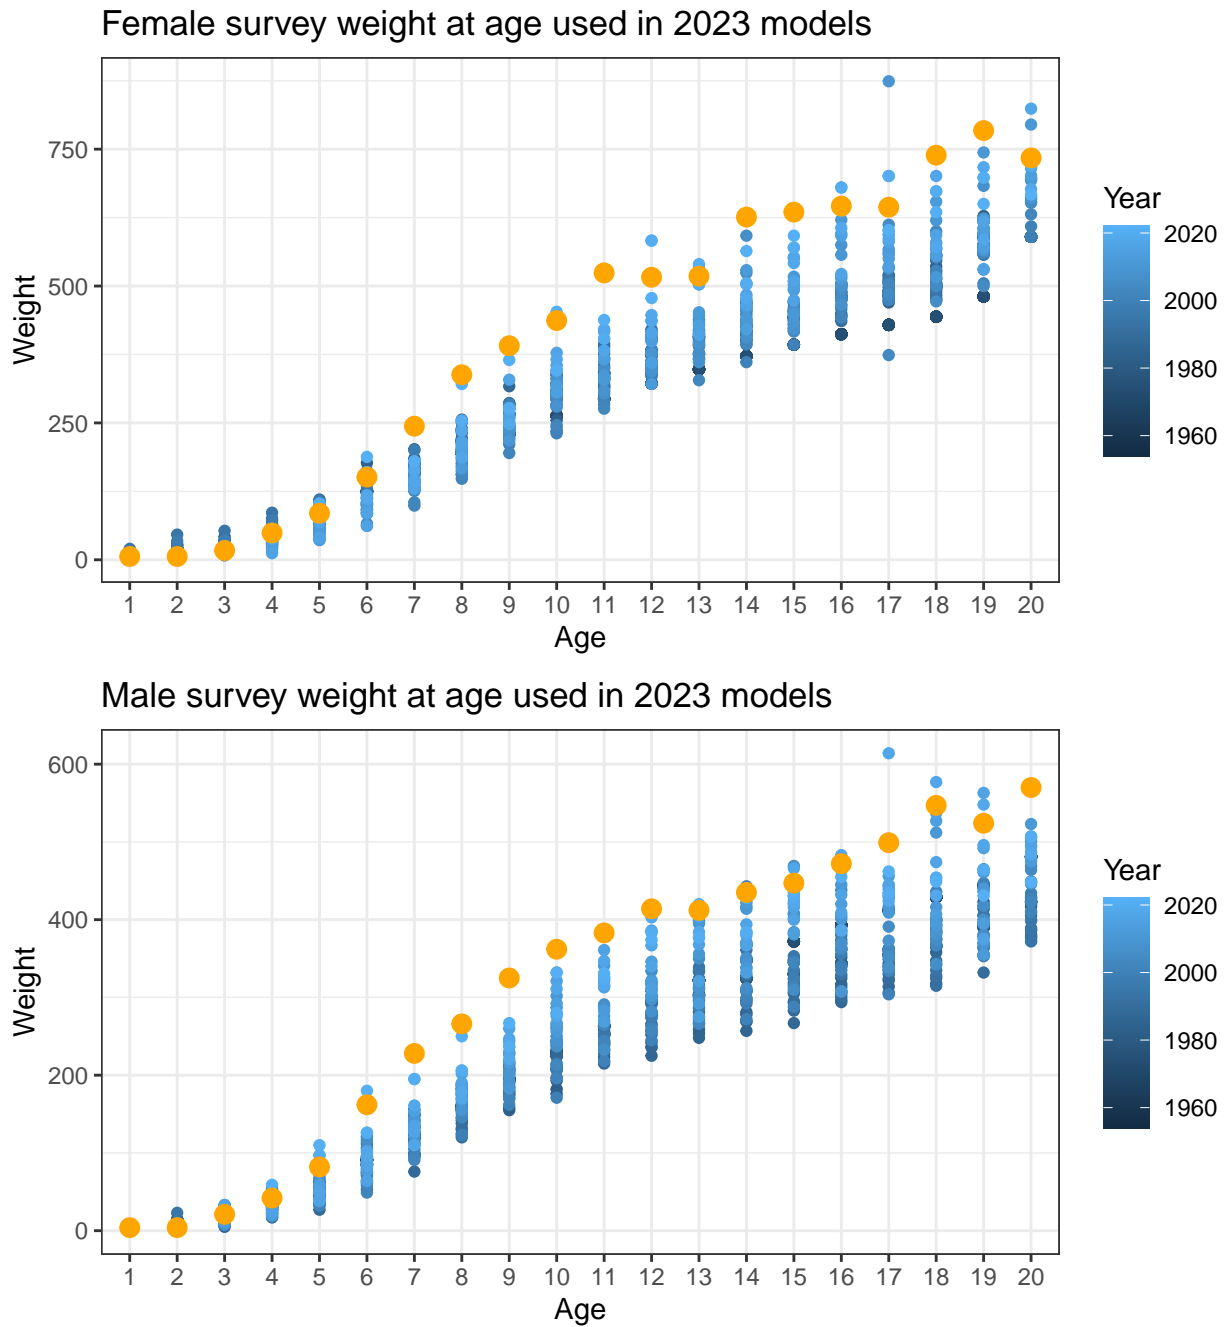 Female survey weight at age used in 2023 models
750
500
250
0
Weight
1 2 3 4 5 6 7 8 9 10 11 12 13 14 15 16 17 18 19 20
Age
Year
2020
2000
1980
1960
Male survey weight at age used in 2023 models
600
400
200
0
Weight
1 2 3 4 5 6 7 8 9 10 11 12 13 14 15 16 17 18 19 20
Age
Year
2020
2000
1980
1960